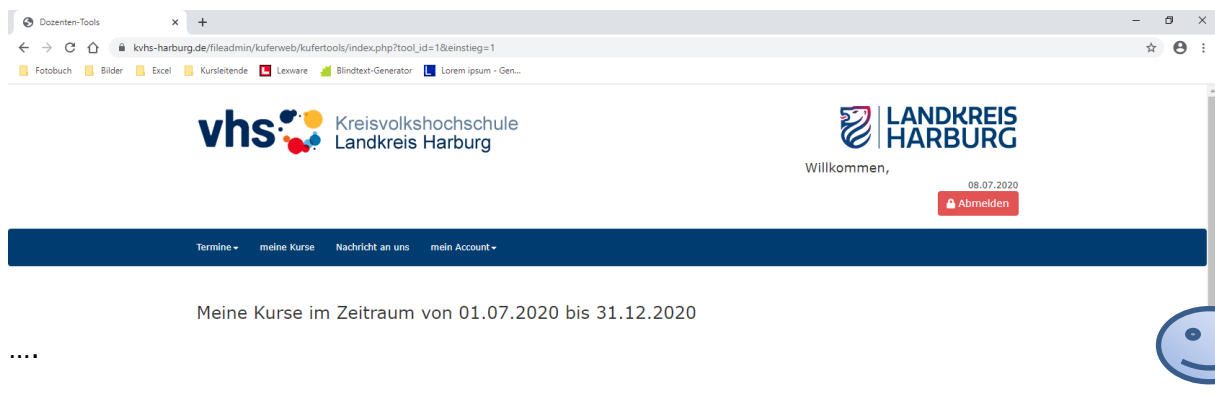 Dozenten-Tools
kvhs-harburg.de/fileadmin/kuferweb/kufertools/index.php?tool_id=1&einstieg=1
Fotobuch Bilder Excel Kursleitende Lexware Blindtext-Generator Lorem ipsum - Gen...
vhs Kreisvolkshochschule
Landkreis Harburg
LANDKREIS
HARBURG
Willkommen,
08.07.2020
Abmelden
Termine meine Kurse Nachricht an uns mein Account
Meine Kurse im Zeitraum von 01.07.2020 bis 31.12.2020
....